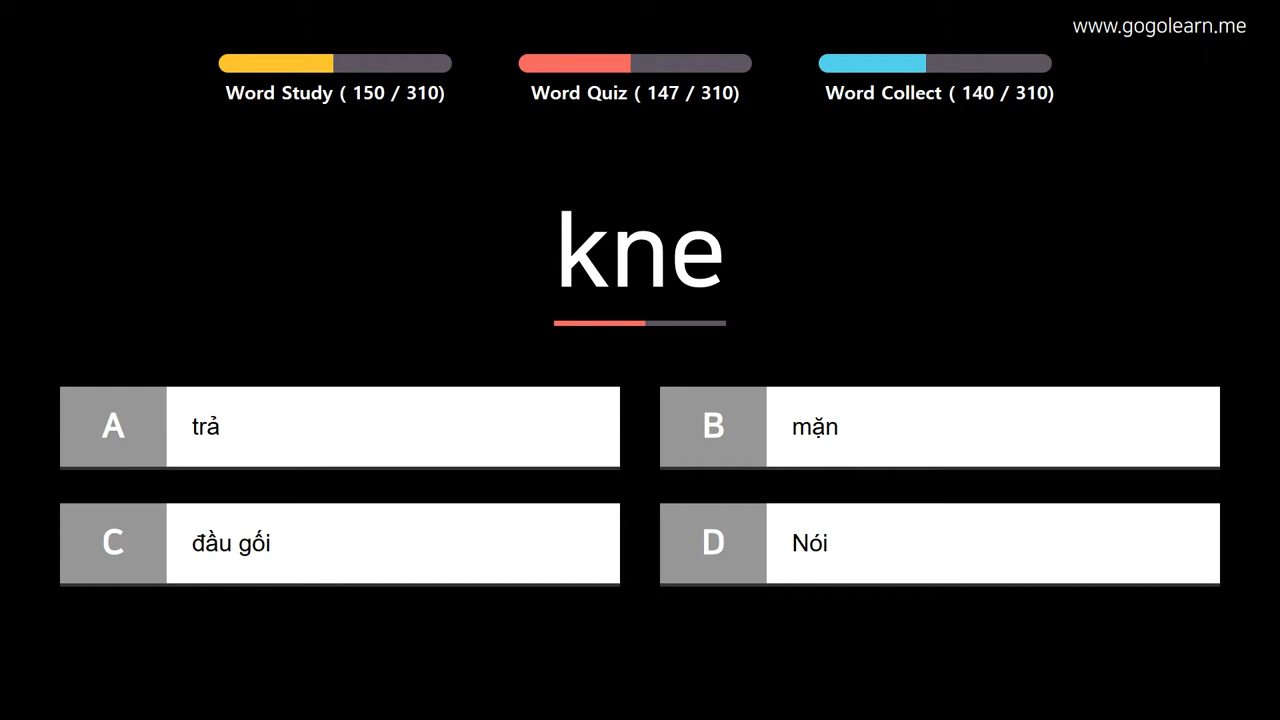 www.gogolearn.me
Word Study ( 150 / 310)
Word Quiz ( 147 / 310)
Word Collect ( 140 / 310)
kne
A trả
B mặn
C đầu gối
D Nói